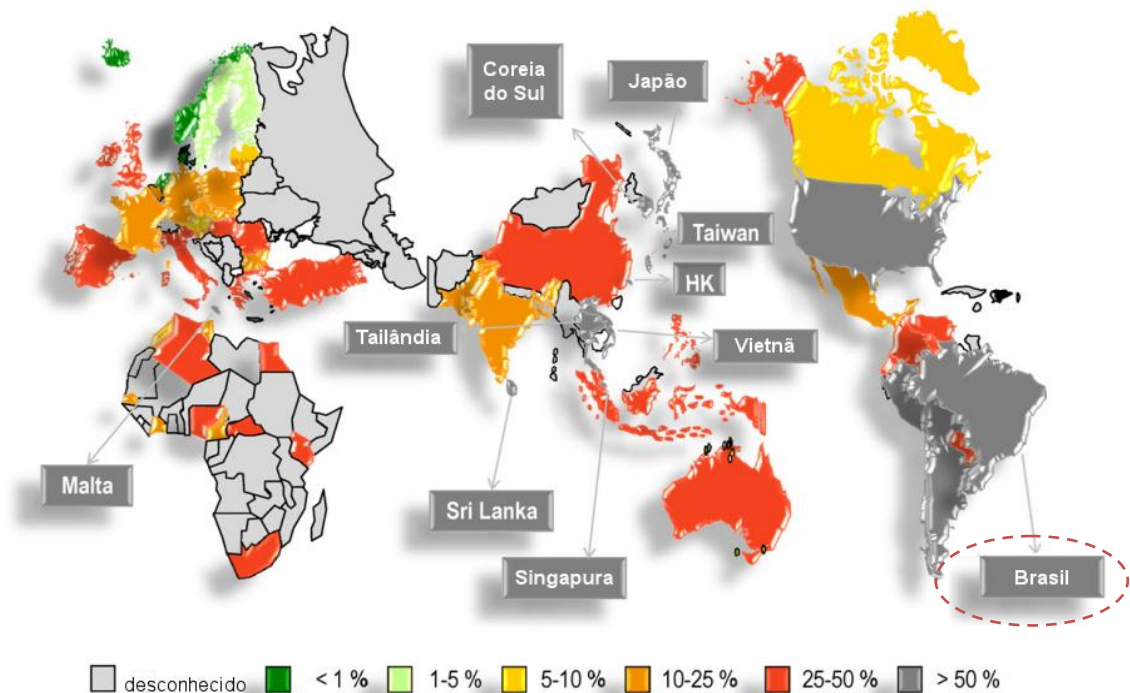 Coreia
do Sul
Japão
Taiwan
HK
Tailândia
Vietnã
Malta
Sri Lanka
Singapura
Brasil
desconhecido
< 1 %
1-5 %
5-10 %
10-25 %
25-50 %
> 50 %